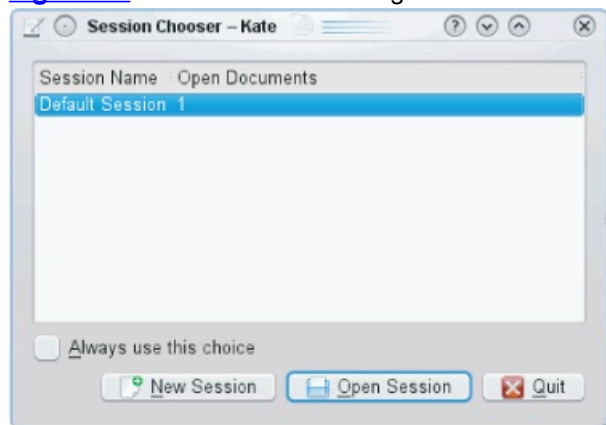 Session Chooser – Kate
Session Name Open Documents
Default Session 1
Always use this choice
New Session Open Session Quit